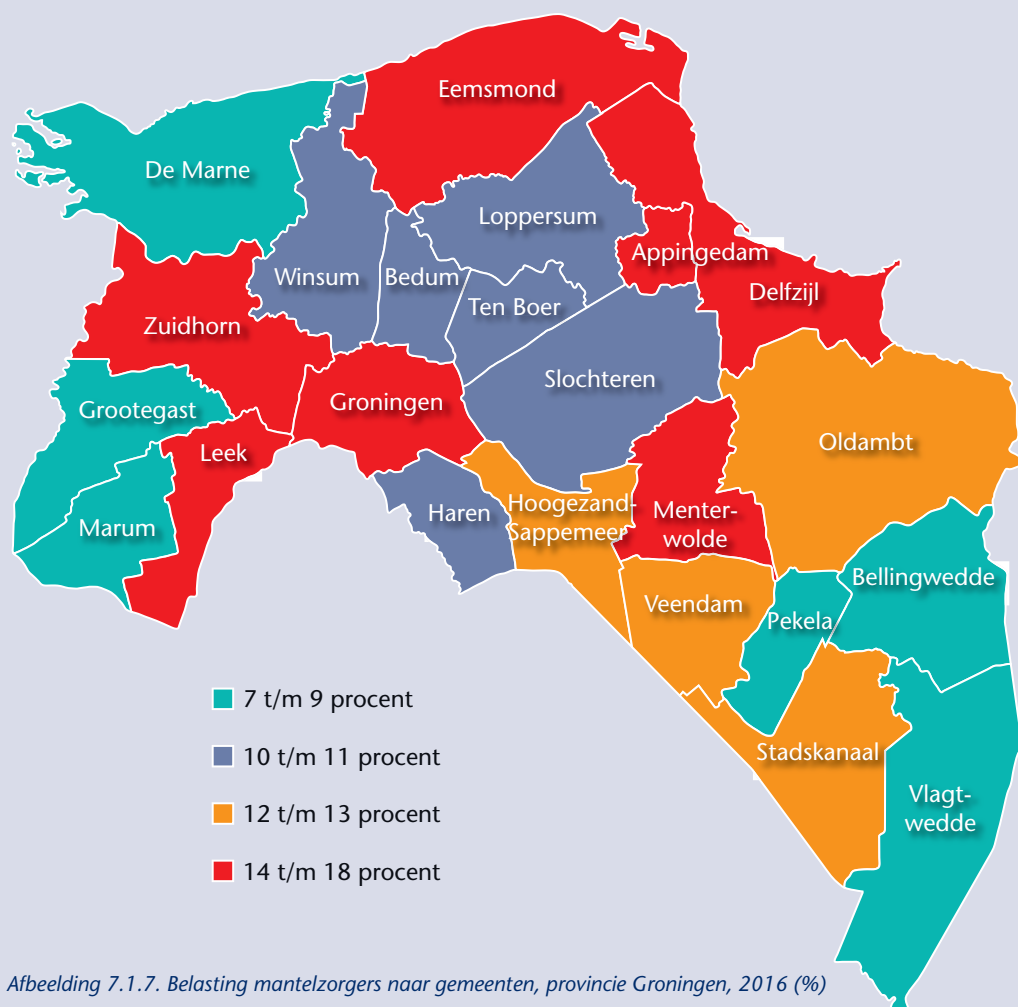 Eemsmond
De Marne
Loppersum
Appingedam
Winsum
Bedum
Ten Boer
Delfzijl
Zuidhorn
Slochteren
Grootegast
Groningen
Oldambt
Leek
Marum
Haren
Hoogezand-
Sappemeer
Menter-
wolde
Bellingwedde
Veendam
Pekela
Stadskanaal
Vlagt-
wedde
7 t/m 9 procent
10 t/m 11 procent
12 t/m 13 procent
14 t/m 18 procent
Afbeelding 7.1.7. Belasting mantelzorgers naar gemeenten, provincie Groningen, 2016 (%)